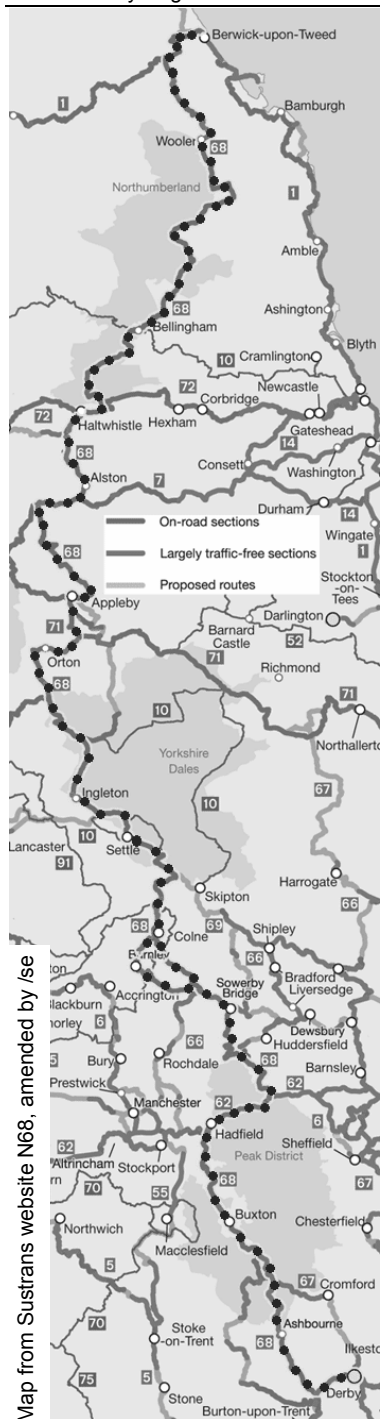 Berwick-upon-Tweed
1
Bamburgh
Wooler
68
Northumberland
1
Amble
Ashington
68
Bellingham
Blyth
10
Cramlington
72
Newcastle
Corbridge
72
Haltwhistle
Hexham
Gateshead
14
68
Consett
Washington
Alston
7
Durham
14
On-road sections
Wingate
68
Largely traffic-free sections
1
Proposed routes
Stockton
-on-
Tees
Appleby
Darlington
71
Barnard
Castle
52
71
Orton
Richmond
68
71
10
Northallerto
Yorkshire
Dales
67
Ingleton
10
10
Lancaster
Settle
91
Harrogate
Skipton
66
69
68
Colne
Shipley
Burnley
66
ton
Bradford
Accrington
Sowerby
Bridge
Liversedge
Blackburn
horley
6
Dewsbury
66
Huddersfield
5
Bury
Rochdale
68
Barnsley
Prestwick
62
62
Manchester
6
Hadfield
Sheffield
62
Altrincham
rn
Stockport
Peak District
67
70
68
55
Buxton
Northwich
Chesterfield
Macclesfield
5
67
Cromford
70
Stoke
-on-Trent
Ashbourne
68
Ilkesto
75
5
Stone
Derby
Burton-upon-Trent
Map from Sustrans website N68, amended by /se